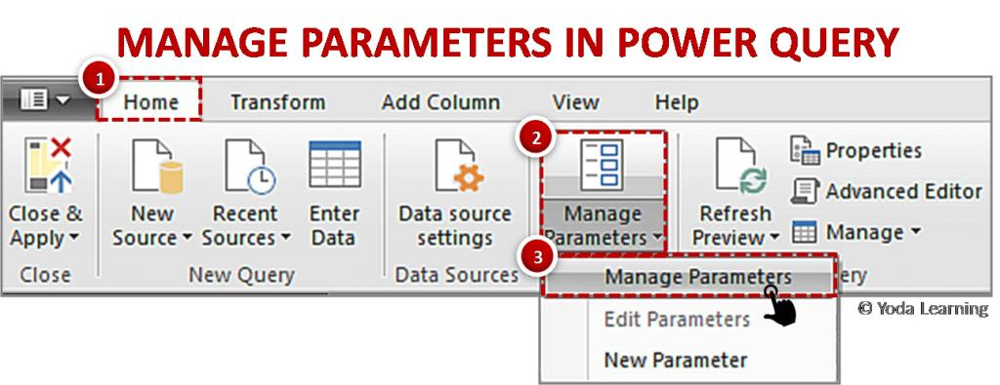 MANAGE PARAMETERS IN POWER QUERY
1
Home Transform Add Column View Help
2
Close &
Apply
New
Source
Recent
Sources
Enter
Data
Data source
settings
Manage
Parameters
Refresh
Preview
Properties
Advanced Editor
Manage
Close
New Query
Data Sources
ery
3
Manage Parameters
Edit Parameters
New Parameter
© Yoda Learning